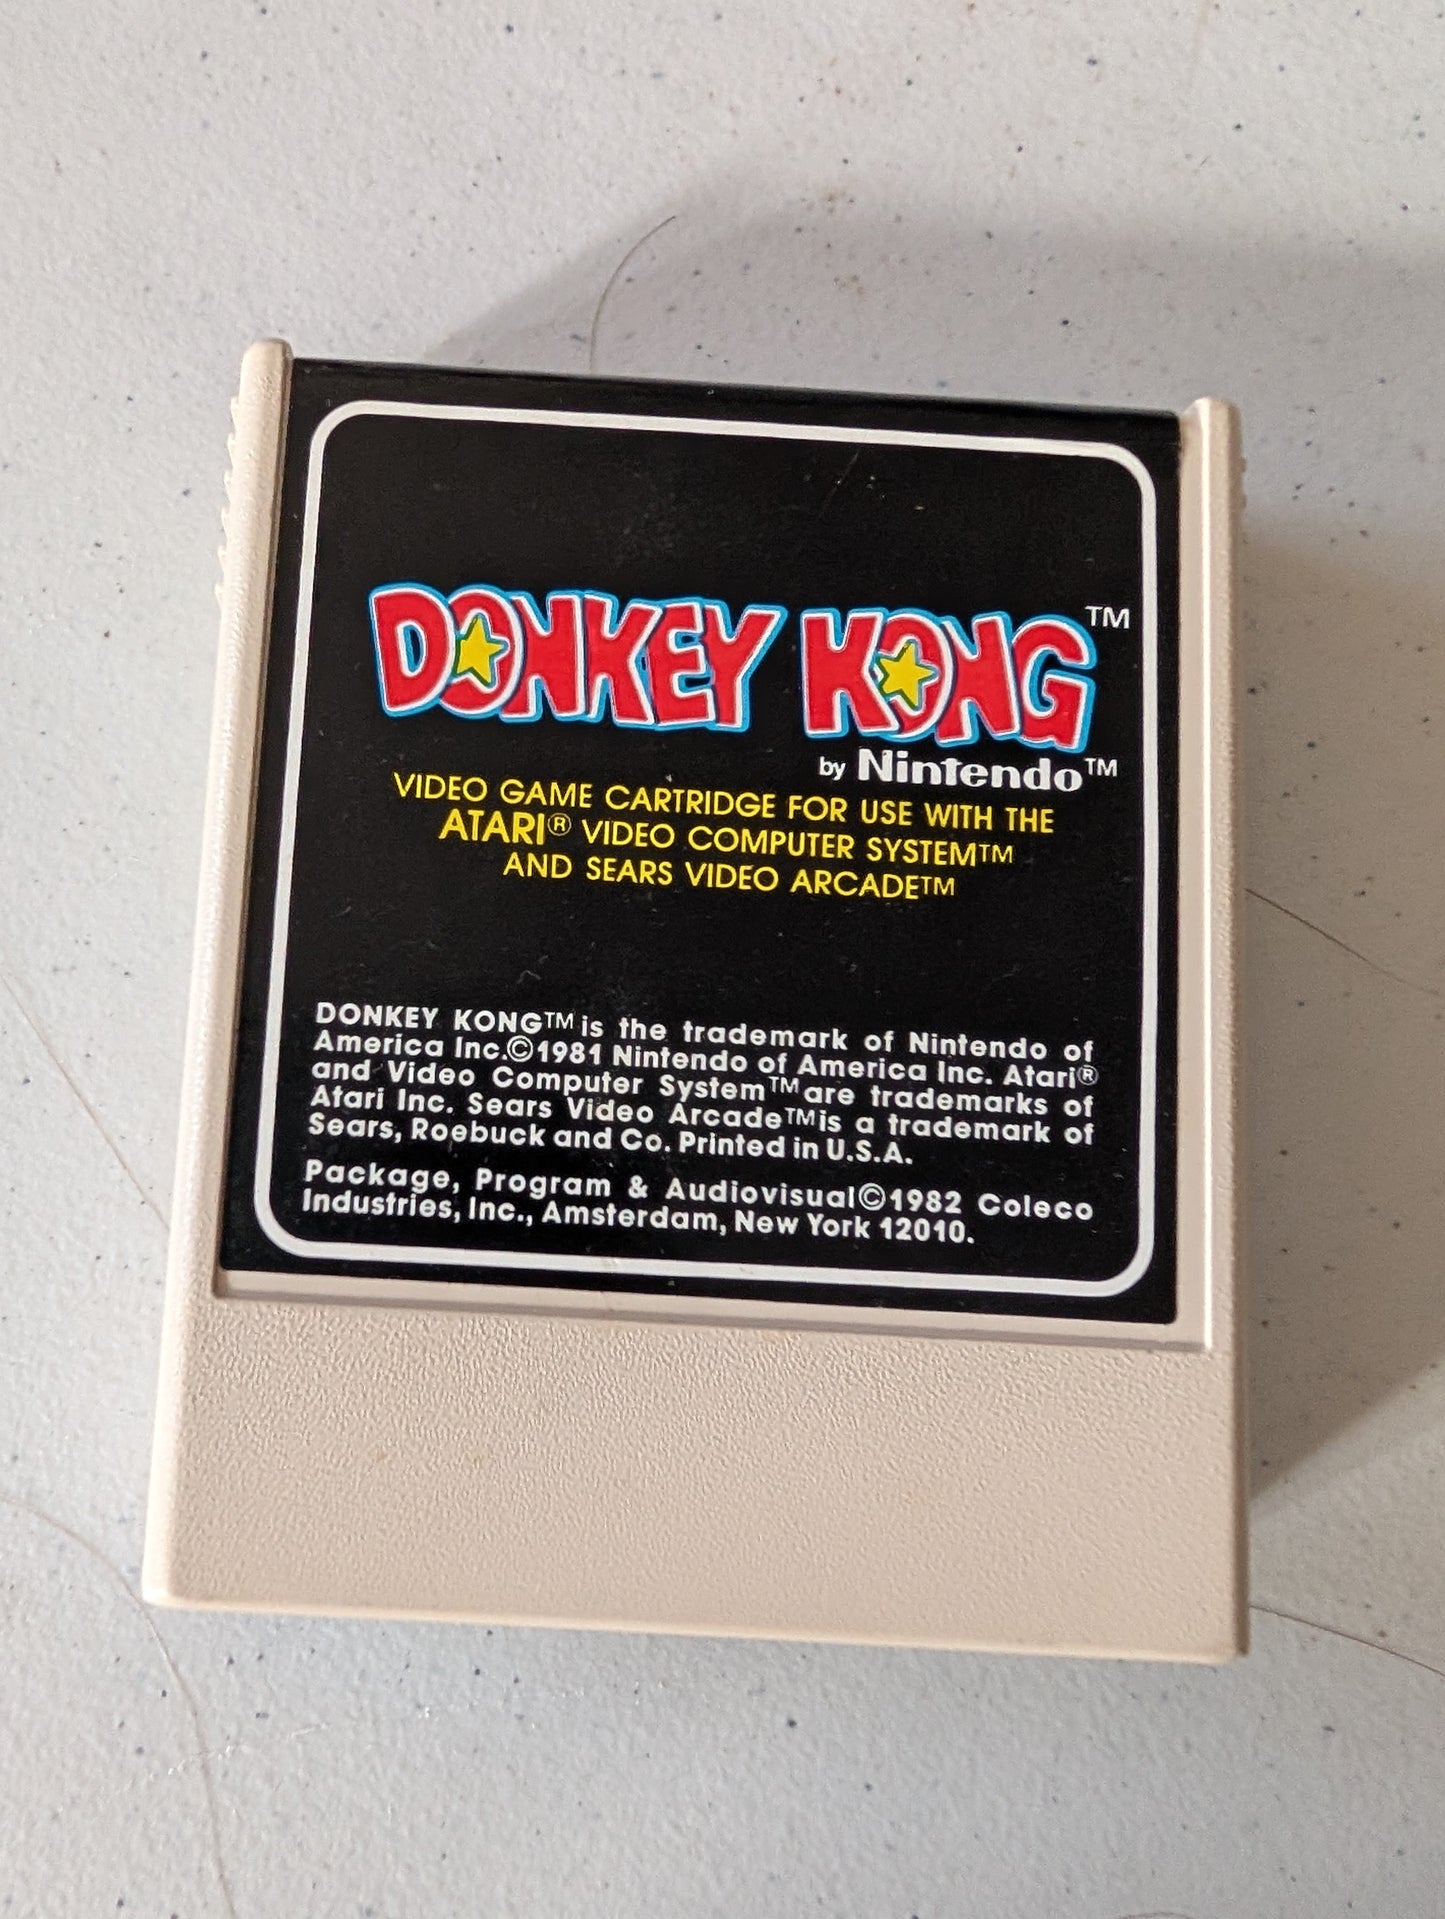 DONKEY KONG™
by Nintendo™
VIDEO GAME CARTRIDGE FOR USE WITH THE
ATARI® VIDEO COMPUTER SYSTEM™
AND SEARS VIDEO ARCADE™
DONKEY KONG™ is the trademark of Nintendo of
America Inc.©1981 Nintendo of America Inc. Atari®
and Video Computer System™ are trademarks of
Atari Inc. Sears Video Arcade™ is a trademark of
Sears, Roebuck and Co. Printed in U.S.A.
Package, Program & Audiovisual©1982 Coleco
Industries, Inc., Amsterdam, New York 12010.